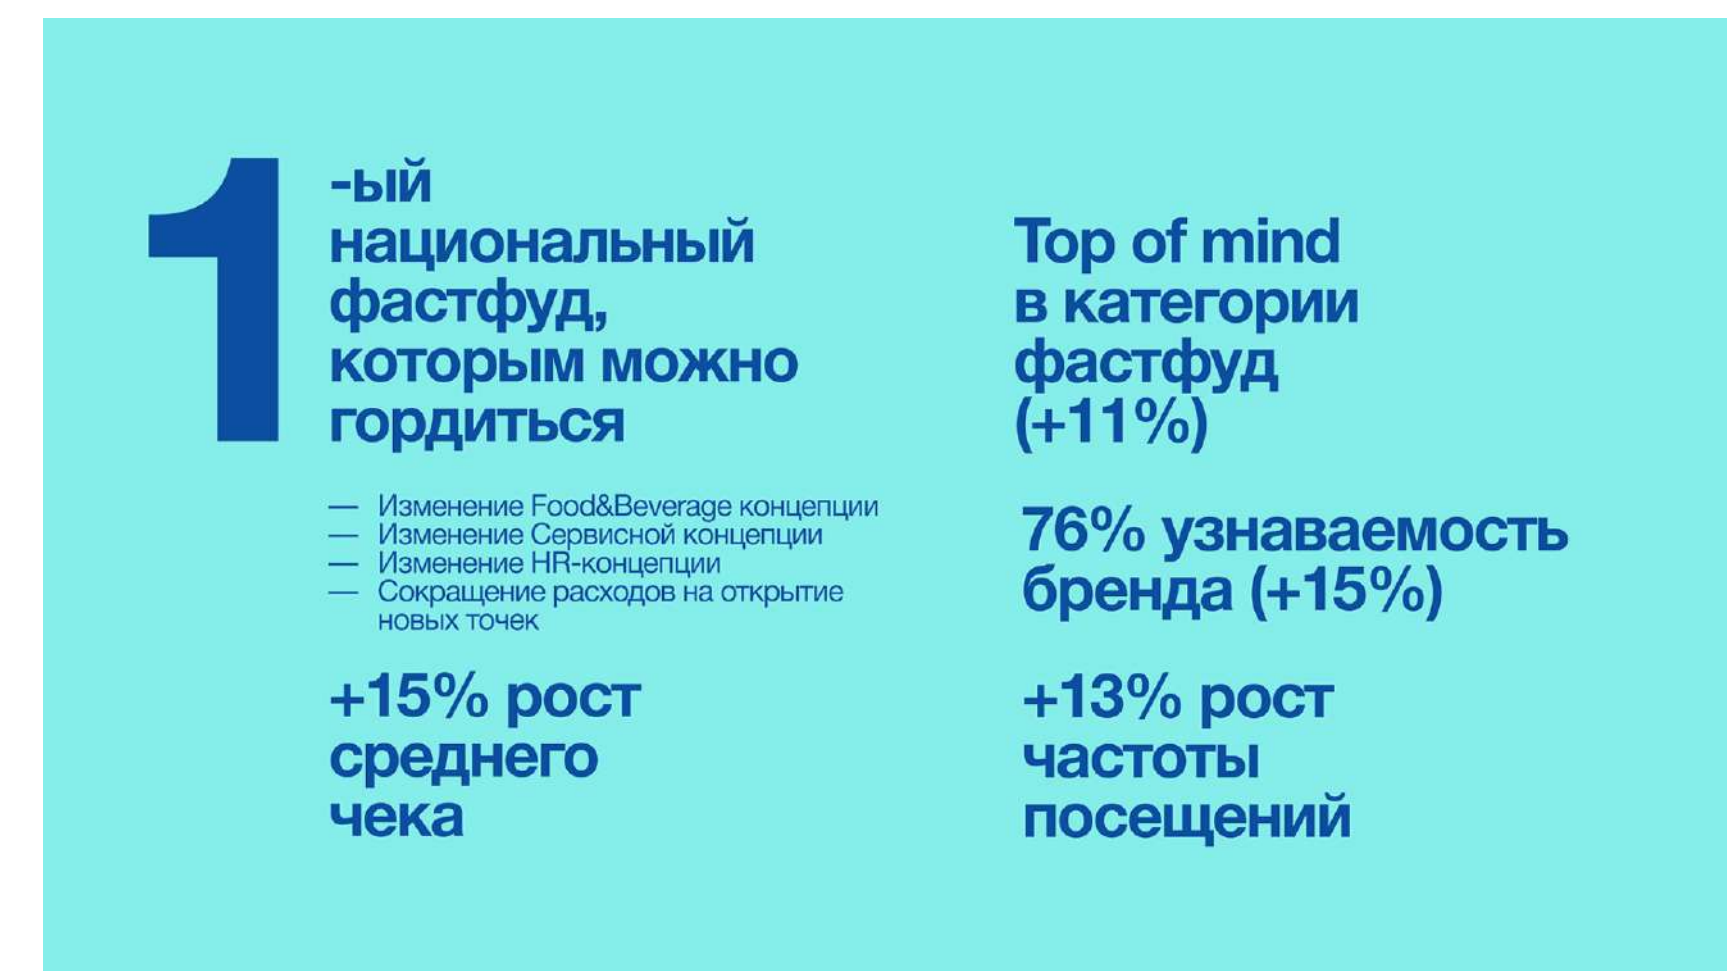 1
-ый
национальный
фастфуд,
которым можно
гордиться
— Изменение Food&Beverage концепции
— Изменение Сервисной концепции
— Изменение HR-концепции
— Сокращение расходов на открытие
новых точек
+15% рост
среднего
чека
Top of mind
в категории
фастфуд
(+11%)
76% узнаваемость
бренда (+15%)
+13% рост
частоты
посещений